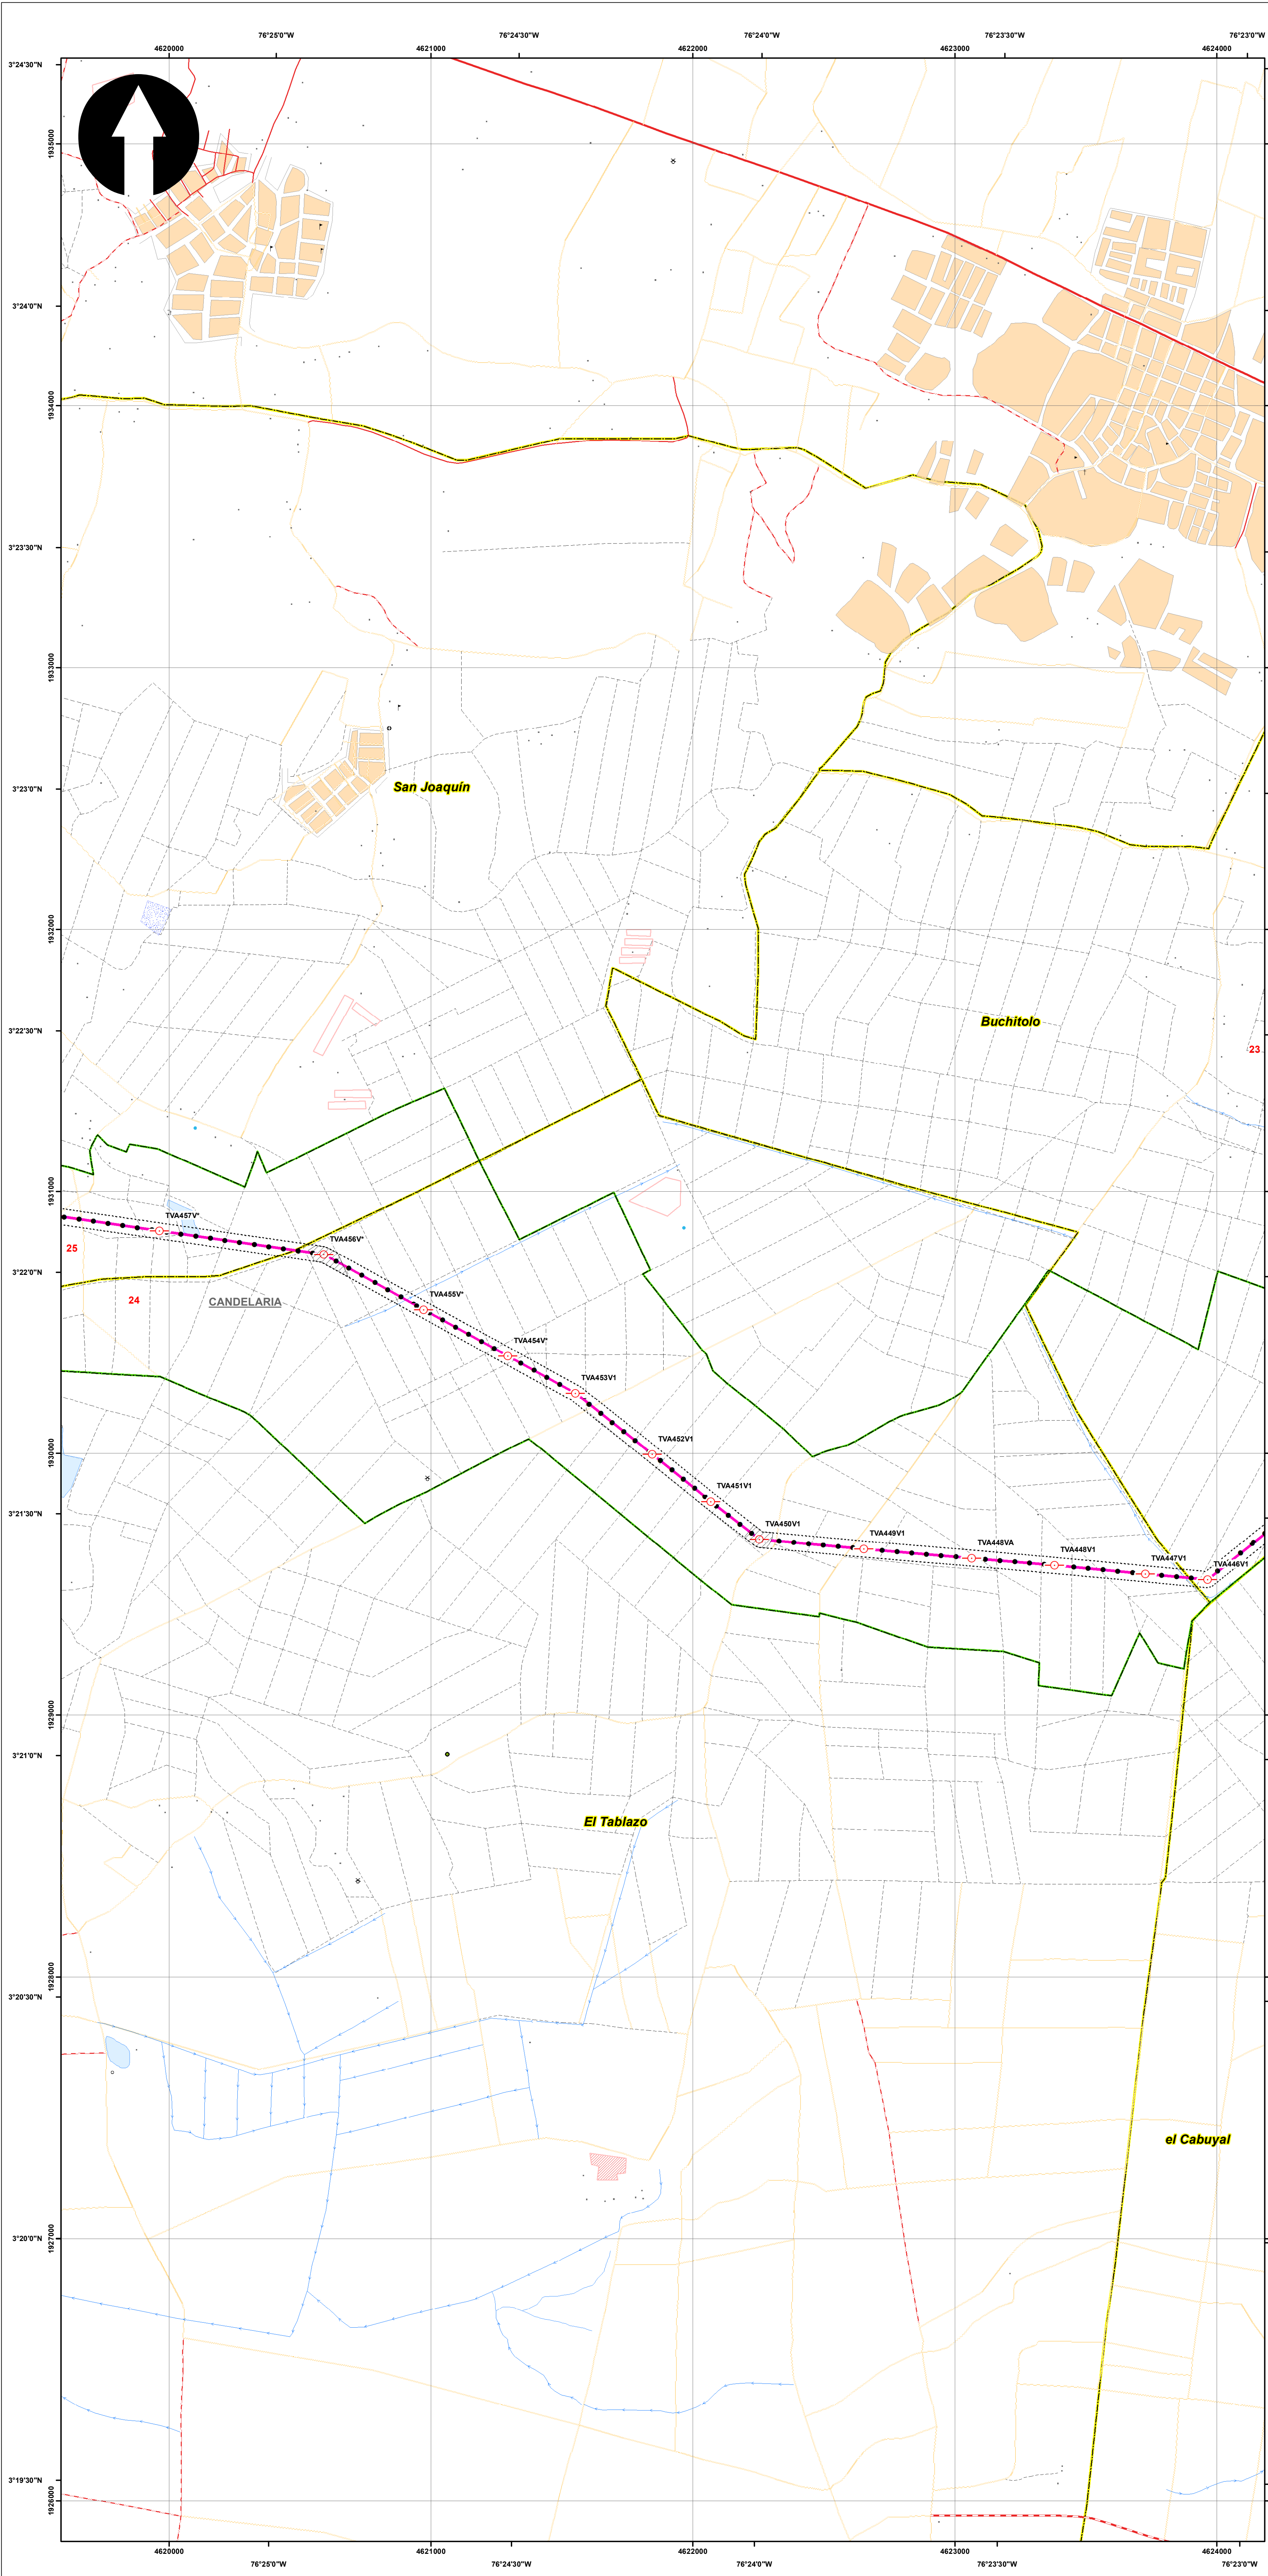 76°25'0"W 76°24'30"W 76°24'0"W 76°23'30"W 76°23'0"W
4620000 4621000 4622000 4623000 4624000
3°24'30"N
1935000
3°24'0"N
1934000
3°23'30"N
1933000
3°23'0"N
San Joaquín
1932000
3°22'30"N
Buchitolo
23
1931000
TVA457V*
TVA456V*
25
3°22'0"N
24
CANDELARIA
TVA455V*
TVA454V*
TVA453V1
1930000
TVA452V1
TVA451V1
3°21'30"N
TVA450V1
TVA449V1
TVA448VA
TVA448V1
TVA447V1
TVA446V1
1929000
3°21'0"N
El Tablazo
1928000
3°20'30"N
el Cabuyal
3°20'0"N
1927000
3°19'30"N
1926000
4620000 4621000 4622000 4623000 4624000
76°25'0"W 76°24'30"W 76°24'0"W 76°23'30"W 76°23'0"W